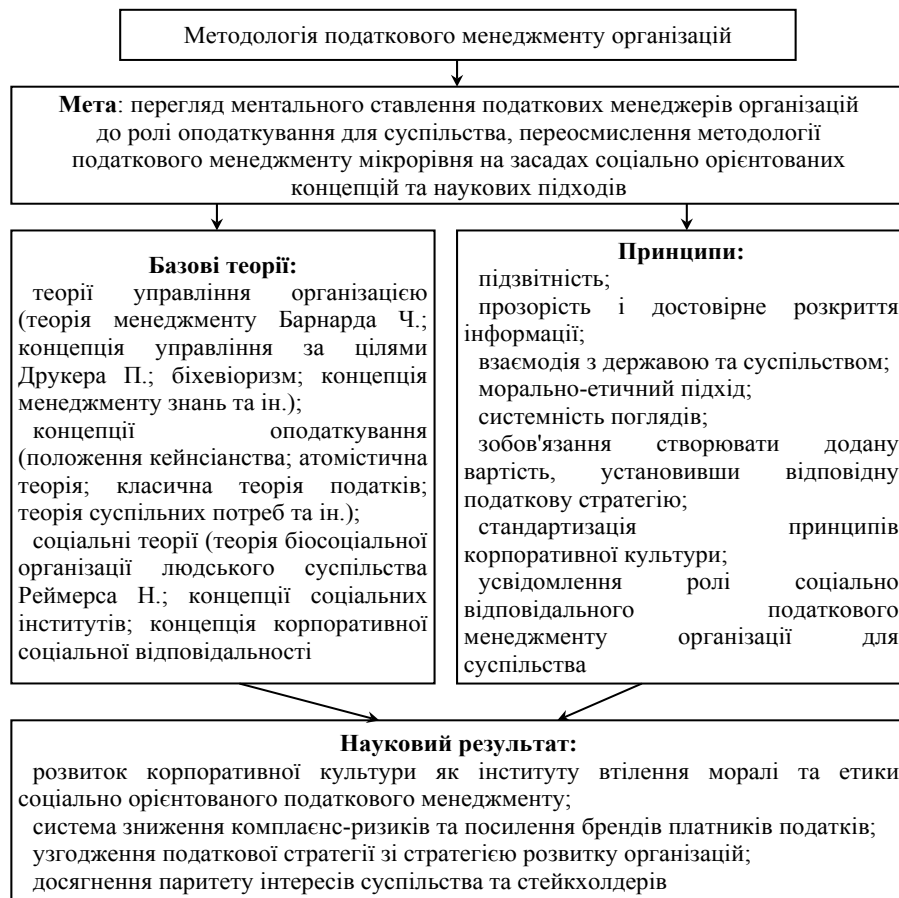 Методологія податкового менеджменту організацій
Мета: перегляд ментального ставлення податкових менеджерів організацій
до ролі оподаткування для суспільства, переосмислення методології
податкового менеджменту мікрорівня на засадах соціально орієнтованих
концепцій та наукових підходів
Базові теорії:
теорії управління організацією
(теорія менеджменту Барнарда Ч.;
концепція управління за цілями
Друкера П.; біхевіоризм; концепція
менеджменту знань та ін.);
концепції оподаткування
(положення кейнсіанства; атомістична
теорія; класична теорія податків;
теорія суспільних потреб та ін.);
соціальні теорії (теорія біосоціальної
організації людського суспільства
Реймерса Н.; концепції соціальних
інститутів; концепція корпоративної
соціальної відповідальності
Принципи:
підзвітність;
прозорість і достовірне розкриття
інформації;
взаємодія з державою та суспільством;
морально-етичний підхід;
системність поглядів;
зобов'язання створювати додану
вартість, установивши відповідну
податкову стратегію;
стандартизація принципів
корпоративної культури;
усвідомлення ролі соціально
відповідального податкового
менеджменту організації для
суспільства
Науковий результат:
розвиток корпоративної культури як інституту втілення моралі та етики
соціально орієнтованого податкового менеджменту;
система зниження комплаєнс-ризиків та посилення брендів платників податків;
узгодження податкової стратегії зі стратегією розвитку організацій;
досягнення паритету інтересів суспільства та стейкхолдерів